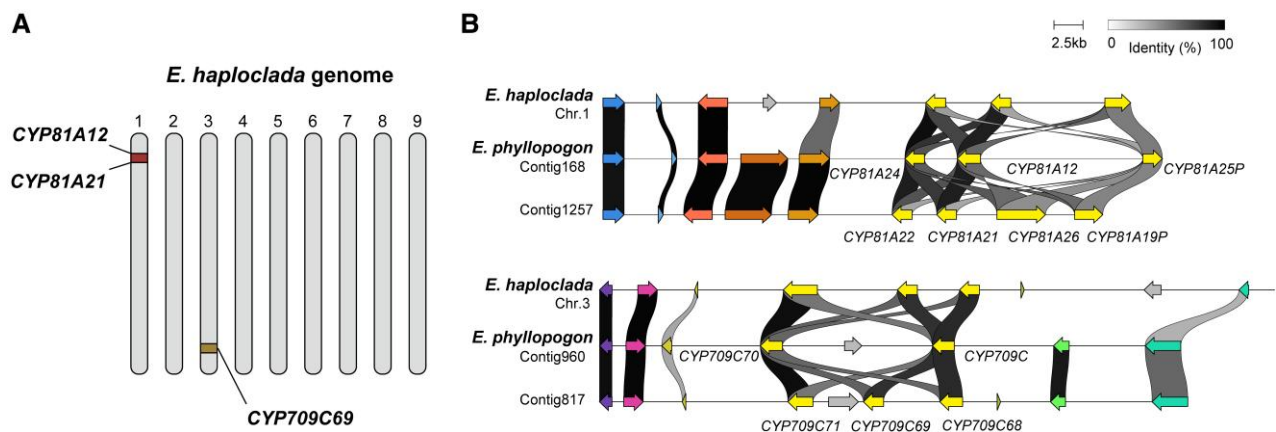 A
E. haploclada genome
1 2 3 4 5 6 7 8 9
CYP81A12
CYP81A21
CYP709C69
B
2.5kb
0 Identity (%) 100
E. haploclada
Chr.1
E. phyllopogon
Contig168
CYP81A24
CYP81A12
CYP81A25P
Contig1257
CYP81A22 CYP81A21 CYP81A26 CYP81A19P
E. haploclada
Chr.3
E. phyllopogon
Contig960
CYP709C70
CYP709C
Contig817
CYP709C71 CYP709C69 CYP709C68